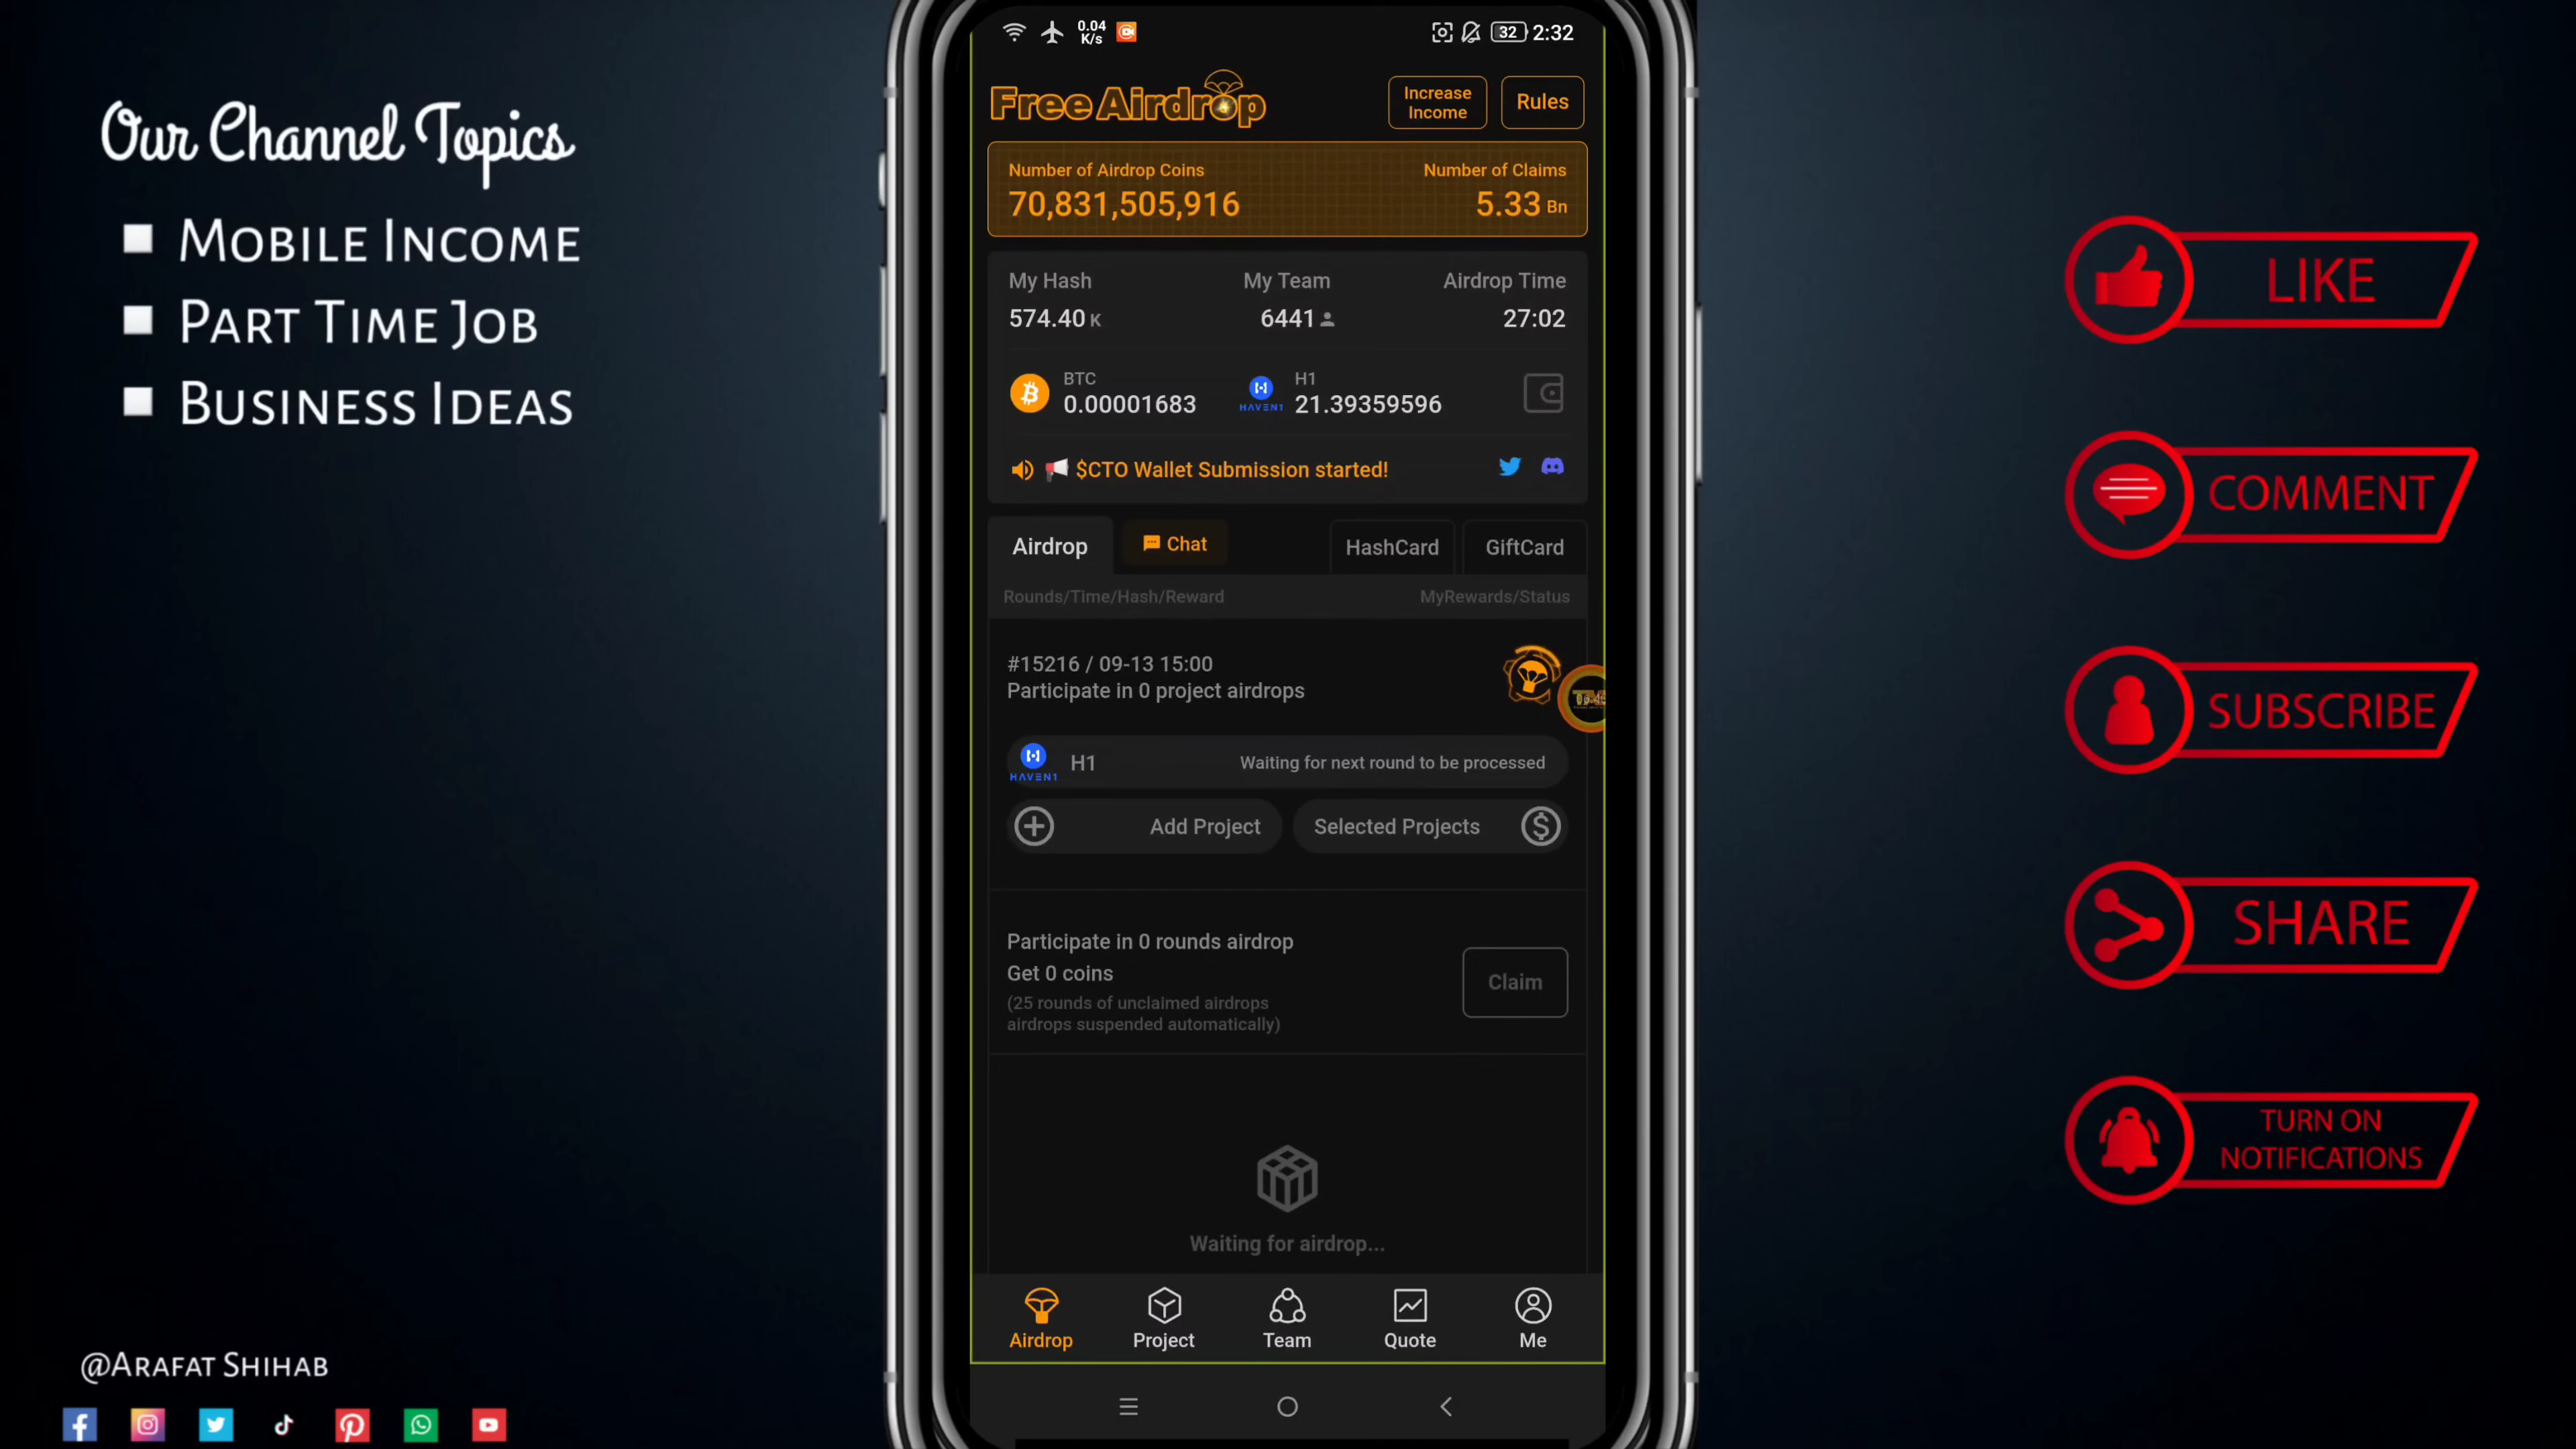 Our Channel Topics
Mobile Income
Part Time Job
Business Ideas
@Arafat Shihab
0.04
K/s
32
2:32
Free Airdrop
Increase
Income
Rules
Number of Airdrop Coins
Number of Claims
70,831,505,916
5.33 Bn
My Hash
My Team
Airdrop Time
574.40 K
6441
27:02
BTC
0.00001683
HAVEN1
H1
21.39359596
$CTO Wallet Submission started!
Airdrop
Chat
HashCard
GiftCard
Rounds/Time/Hash/Reward
MyRewards/Status
#15216 / 09-13 15:00
Participate in 0 project airdrops
HAVEN1
H1
Waiting for next round to be processed
Add Project
Selected Projects
Participate in 0 rounds airdrop
Get 0 coins
(25 rounds of unclaimed airdrops
airdrops suspended automatically)
Claim
Waiting for airdrop...
Airdrop
Project
Team
Quote
Me
LIKE
COMMENT
SUBSCRIBE
SHARE
TURN ON
NOTIFICATIONS